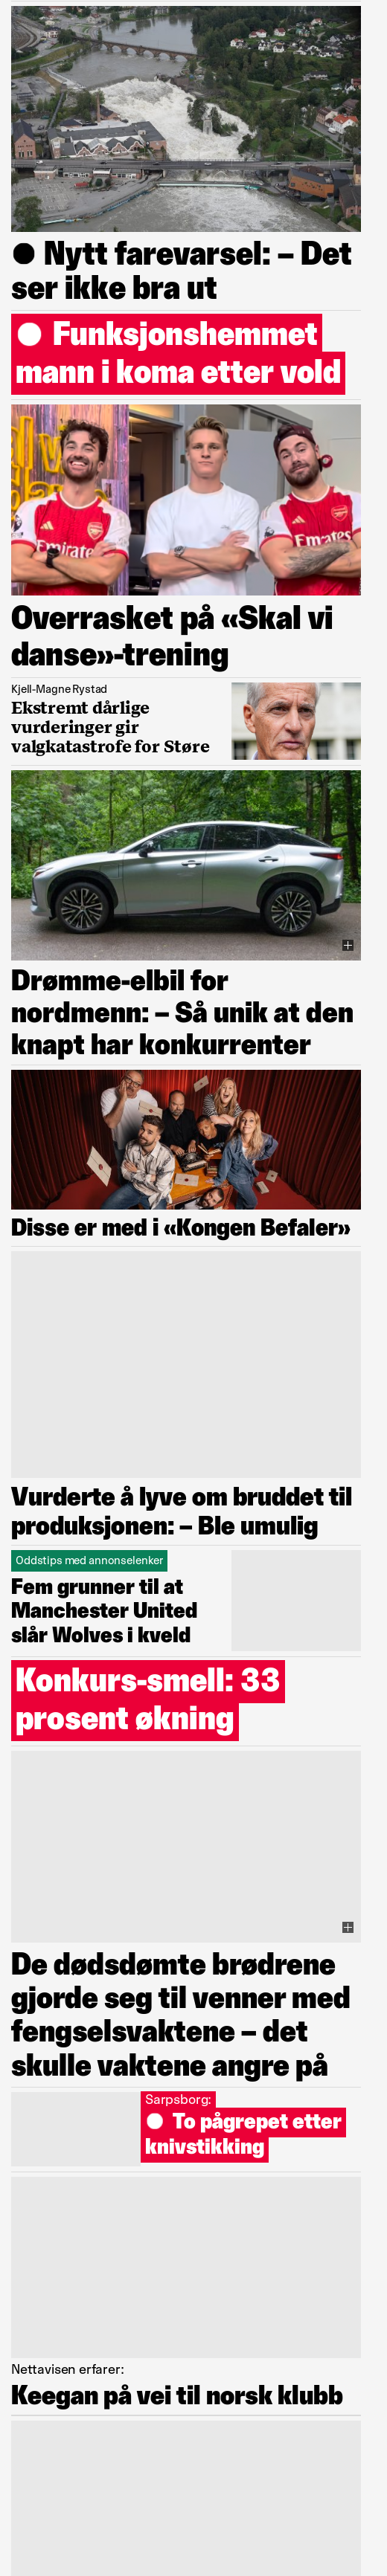 Nytt farevarsel: – Det
ser ikke bra ut
Funksjonshemmet
mann i koma etter vold
Overrasket på «Skal vi
danse»-trening
Kjell-Magne Rystad
Ekstremt dårlige
vurderinger gir
valgkatastrofe for Støre
Drømme-elbil for
nordmenn: – Så unik at den
knapt har konkurrenter
Disse er med i «Kongen Befaler»
Vurderte å lyve om bruddet til
produksjonen: – Ble umulig
Oddstips med annonselenker
Fem grunner til at
Manchester United
slår Wolves i kveld
Konkurs-smell: 33
prosent økning
De dødsdømte brødrene
gjorde seg til venner med
fengselsvaktene – det
skulle vaktene angre på
Sarpsborg:
To pågrepet etter
knivstikking
Nettavisen erfarer:
Keegan på vei til norsk klubb